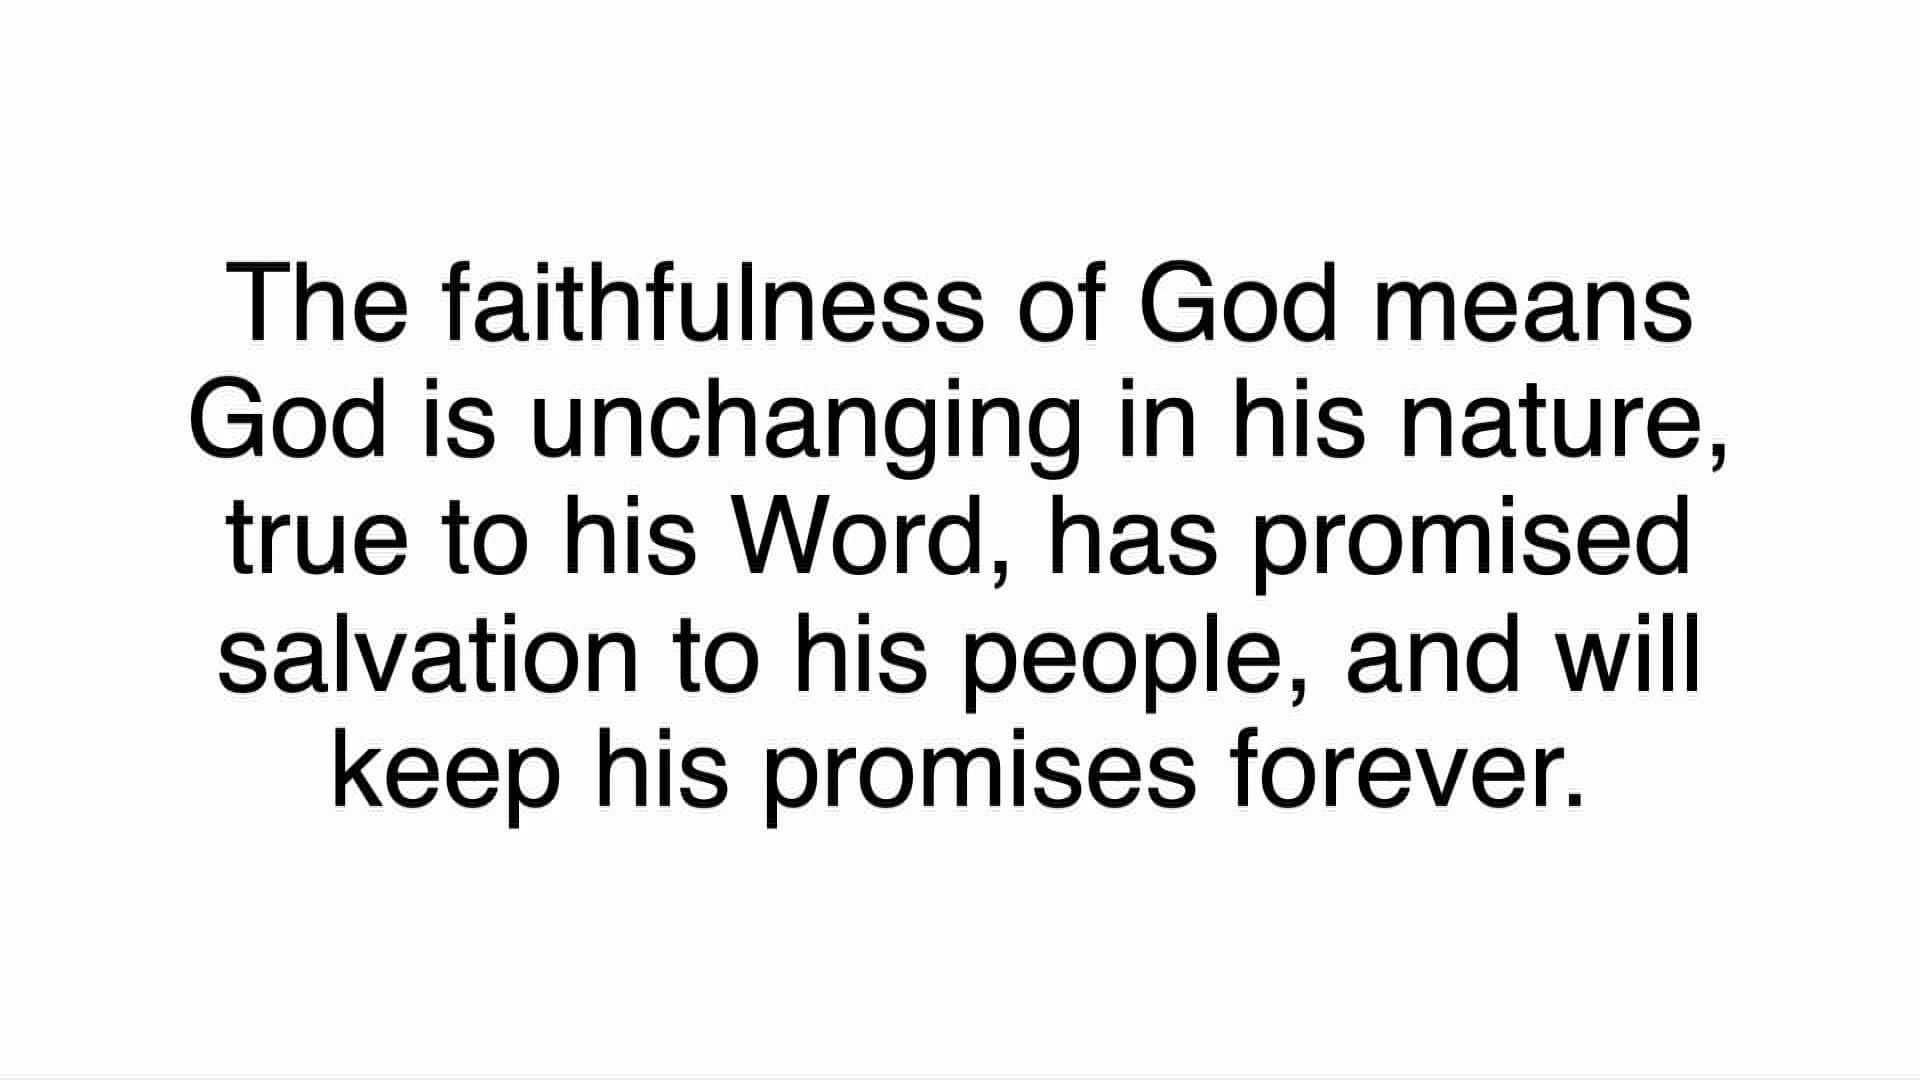 The faithfulness of God means
God is unchanging in his nature,
true to his Word, has promised
salvation to his people, and will
keep his promises forever.